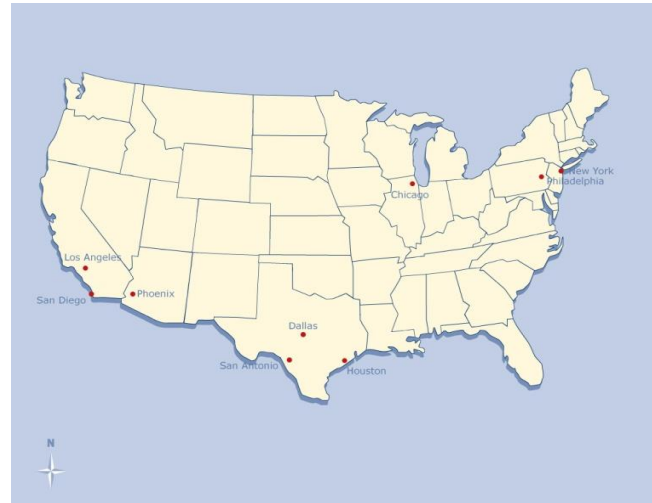 New York
Philadelphia
Chicago
Los Angeles
San Diego
Phoenix
Dallas
San Antonio
Houston
N